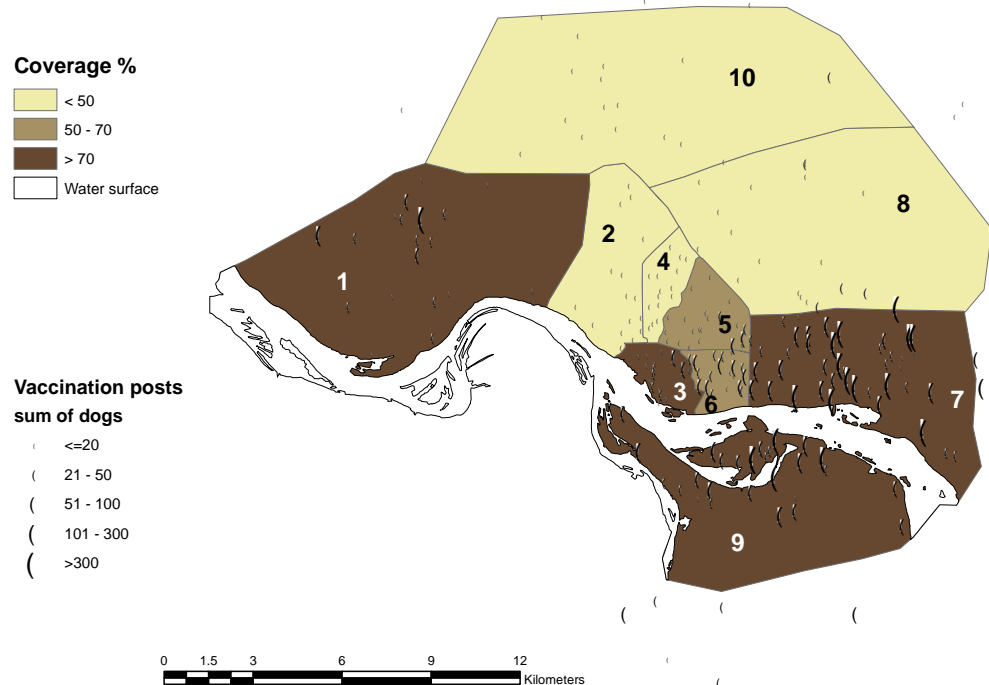 Coverage %
< 50
50 - 70
> 70
Water surface
10
8
2
4
1
5
3
6
7
9
Vaccination posts
sum of dogs
<=20
21 - 50
51 - 100
101 - 300
>300
0 1.5 3 6 9 12
Kilometers